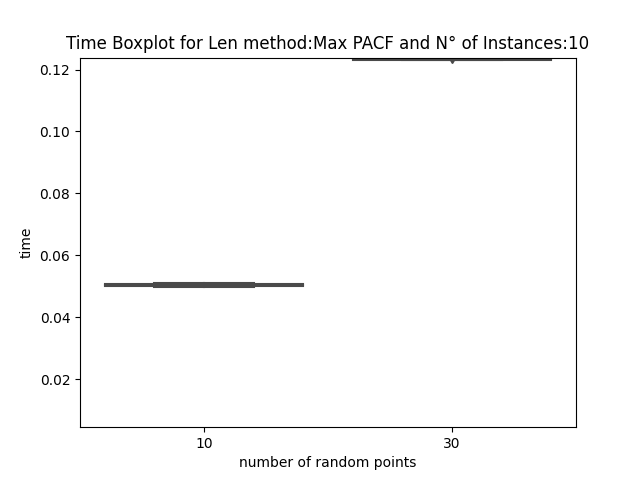 Time Boxplot for Len method:Max PACF and N° of Instances:10
0.12
0.10
0.08
0.06
0.04
0.02
time
10 30
number of random points